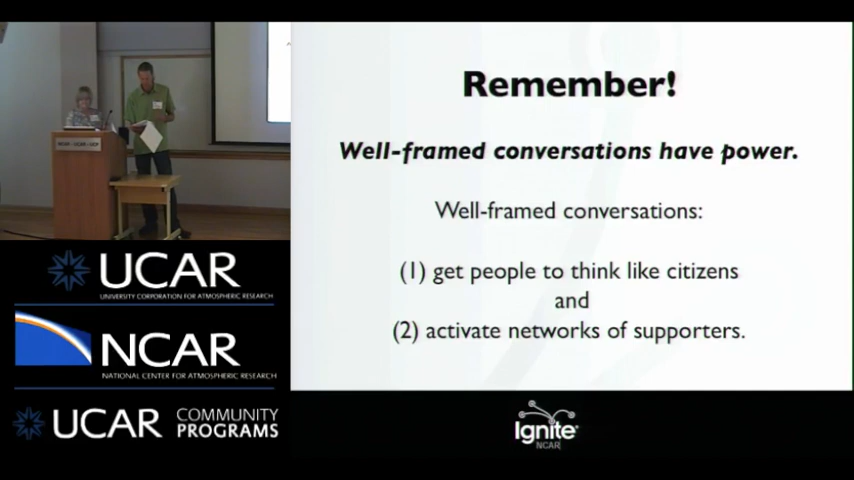 Remember!
Well-framed conversations have power.
Well-framed conversations:
(1) get people to think like citizens
and
(2) activate networks of supporters.
UCAR
UNIVERSITY CORPORATION FOR ATMOSPHERIC RESEARCH
NCAR
NATIONAL CENTER FOR ATMOSPHERIC RESEARCH
UCAR COMMUNITY
PROGRAMS
Ignite
NCAR